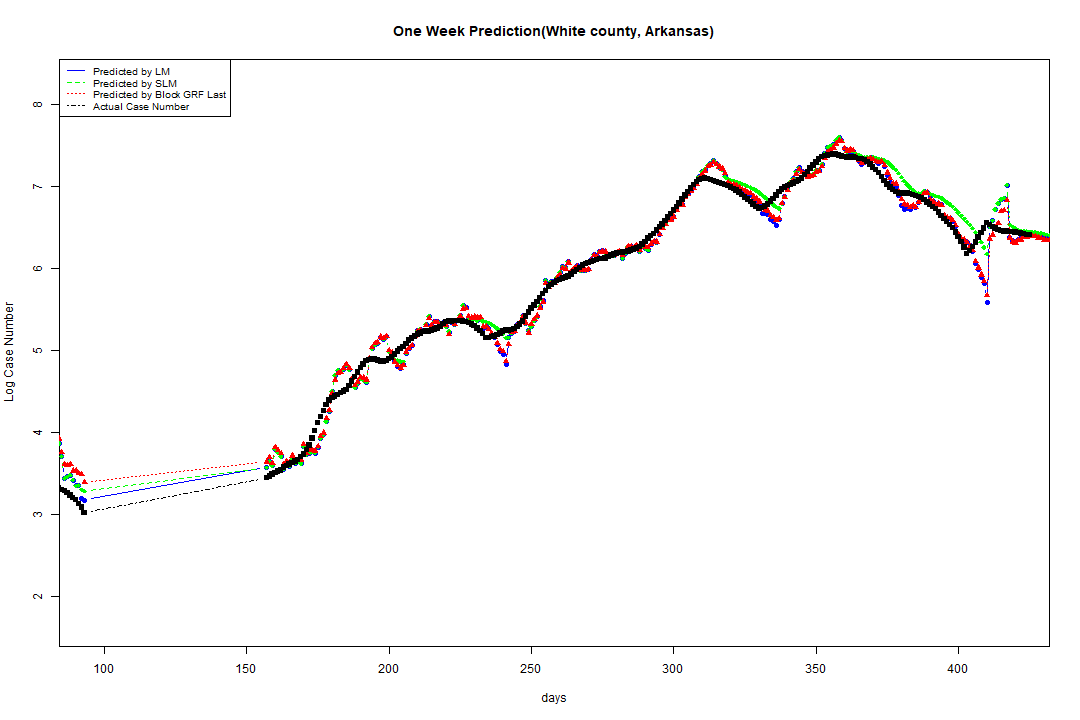 One Week Prediction(White county, Arkansas)
Predicted by LM
Predicted by SLM
Predicted by Block GRF Last
Actual Case Number
8
7
6
5
4
3
2
Log Case Number
100 150 200 250 300 350 400
days